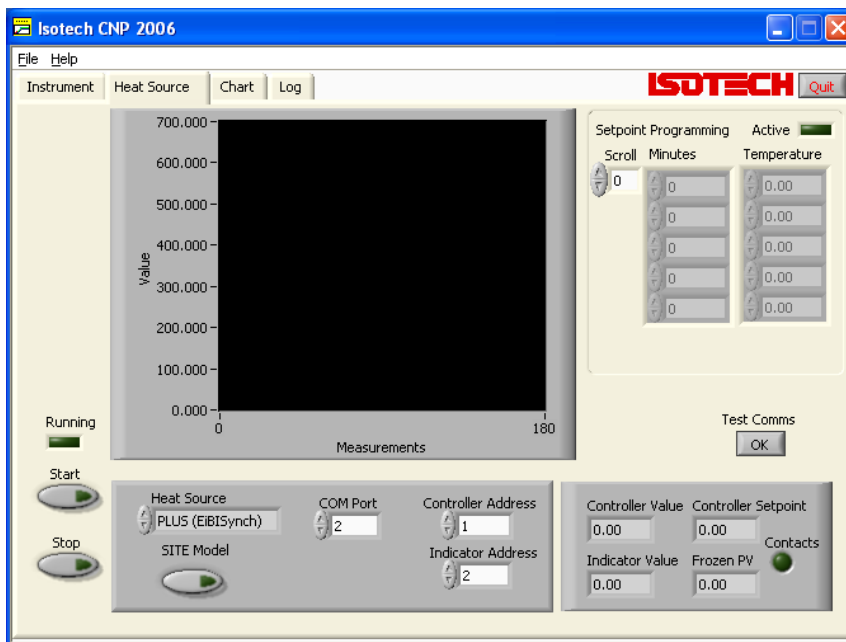 Isotech CNP 2006
File Help
Instrument Heat Source Chart Log ISOTECH Quit
700.000
600.000
500.000
400.000
300.000
200.000
100.000
0.000
Value
0 180
Measurements
Setpoint Programming Active
Scroll Minutes Temperature
0 0 0.00
0 0.00
0 0.00
0 0.00
0 0.00
Test Comms
OK
Running
Start
Stop
Heat Source COM Port Controller Address
PLUS (EiBISynch) 2 1
SITE Model Indicator Address
2
Controller Value Controller Setpoint
0.00 0.00
Contacts
Indicator Value Frozen PV
0.00 0.00